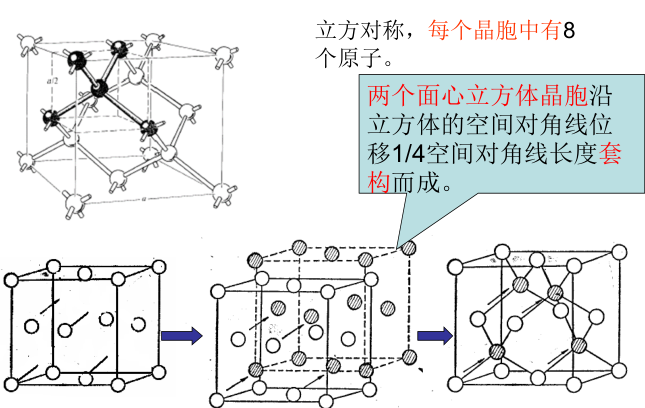 立方对称，每个晶胞中有8
个原子。
两个面心立方体晶胞沿
立方体的空间对角线位
移1/4空间对角线长度套
构而成。
a/2
a